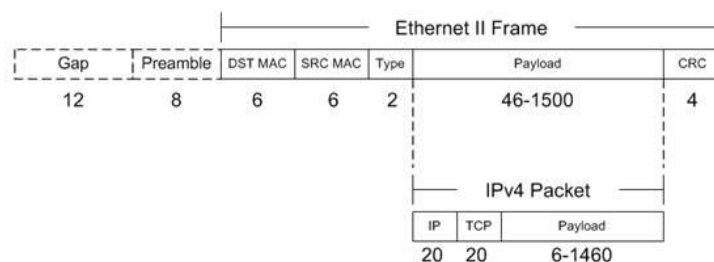 Ethernet II Frame
Gap Preamble DST MAC SRC MAC Type Payload CRC
12 8 6 6 2 46-1500 4
IPv4 Packet
IP TCP Payload
20 20 6-1460